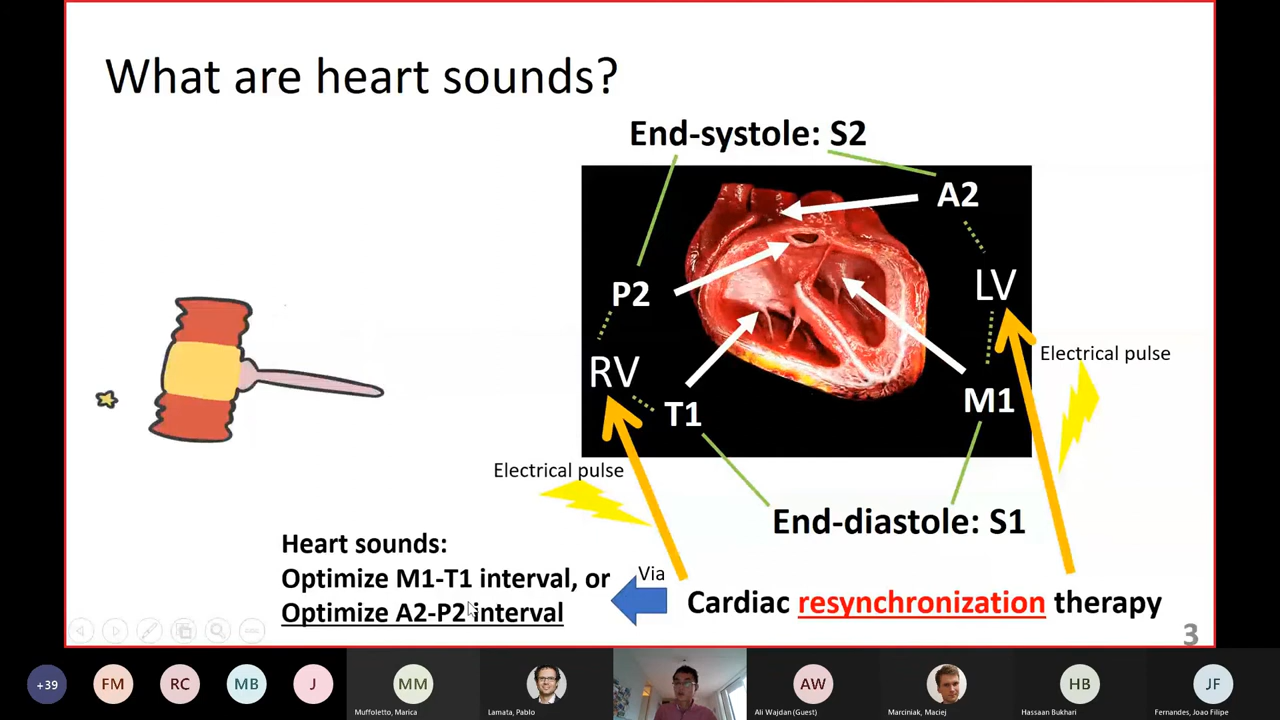 What are heart sounds?
End-systole: S2
A2
P2
LV
RV
T1
M1
Electrical pulse
Electrical pulse
End-diastole: S1
Heart sounds:
Optimize M1-T1 interval, or
Optimize A2-P2 interval
Via
Cardiac resynchronization therapy
3
+39
FM
RC
MB
J
MM
AW
HB
JF
Muffoletto, Marica
Lamata, Pablo
Ali Wajdan (Guest)
Marciniak, Maciej
Hassaan Bukhari
Fernandes, Joao Filipe